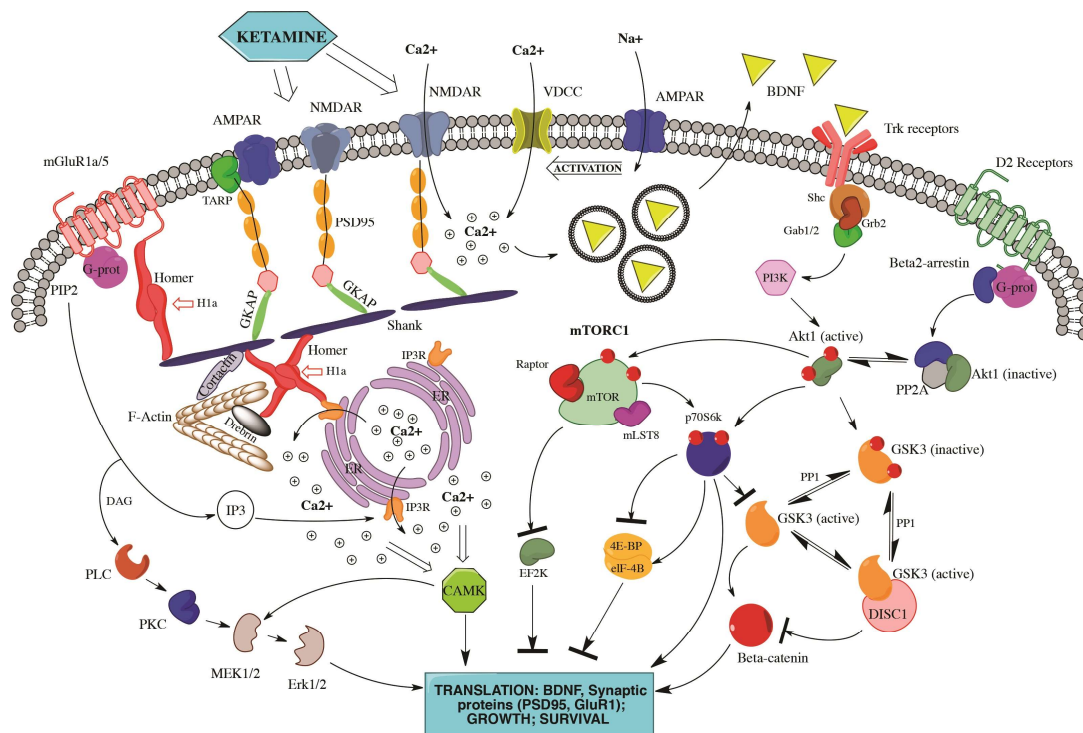 KETAMINE
Ca2+
Ca2+
Na+
BDNF
NMDAR
VDCC
AMPAR
NMDAR
AMPAR
Trk receptors
mGluR1a/5
D2 Receptors
ACTIVATION
TARP
Shc
Grb2
Gab1/2
PSD95
Ca2+
G-prot
Homer
Beta2-arrestin
PI3K
G-prot
PIP2
H1a
GKAP
GKAP
Shank
mTORC1
Akt1 (active)
Homer
IP3R
Raptor
Cortactin
H1a
ER
mTOR
PP2A
Akt1 (inactive)
F-Actin
Drebrin
Ca2+
mLST8
p70S6k
GSK3 (inactive)
ER
PP1
DAG
IP3
Ca2+
IP3R
Ca2+
GSK3 (active)
PP1
4E-BP
eIF-4B
PLC
EF2K
GSK3 (active)
CAMK
DISC1
PKC
MEK1/2
Beta-catenin
Erk1/2
TRANSLATION: BDNF, Synaptic
proteins (PSD95, GluR1);
GROWTH; SURVIVAL